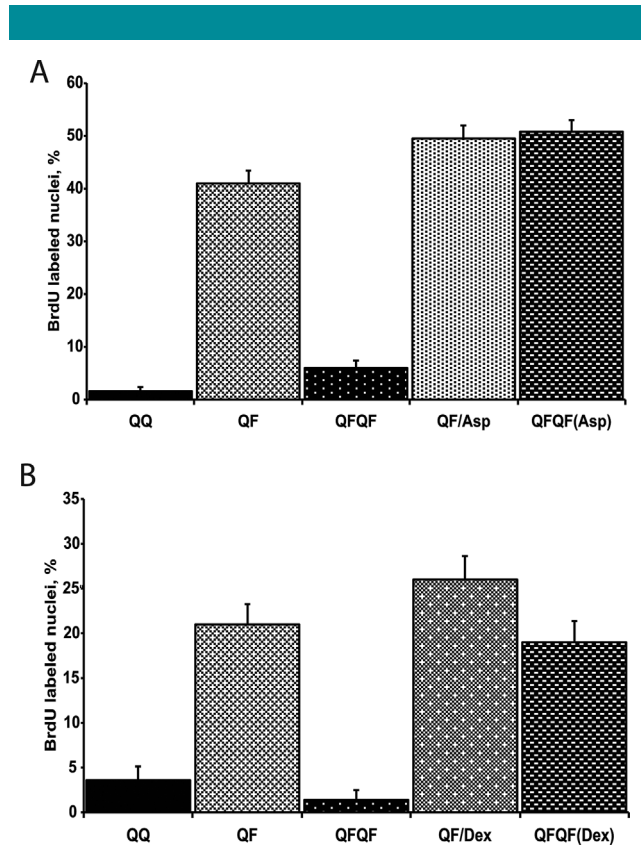 A
BrdU labeled nuclei, %
60
50
40
30
20
10
0
QQ QF QFQF QF/Asp QFQF(Asp)
B
BrdU labeled nuclei, %
35
30
25
20
15
10
5
0
QQ QF QFQF QF/Dex QFQF(Dex)